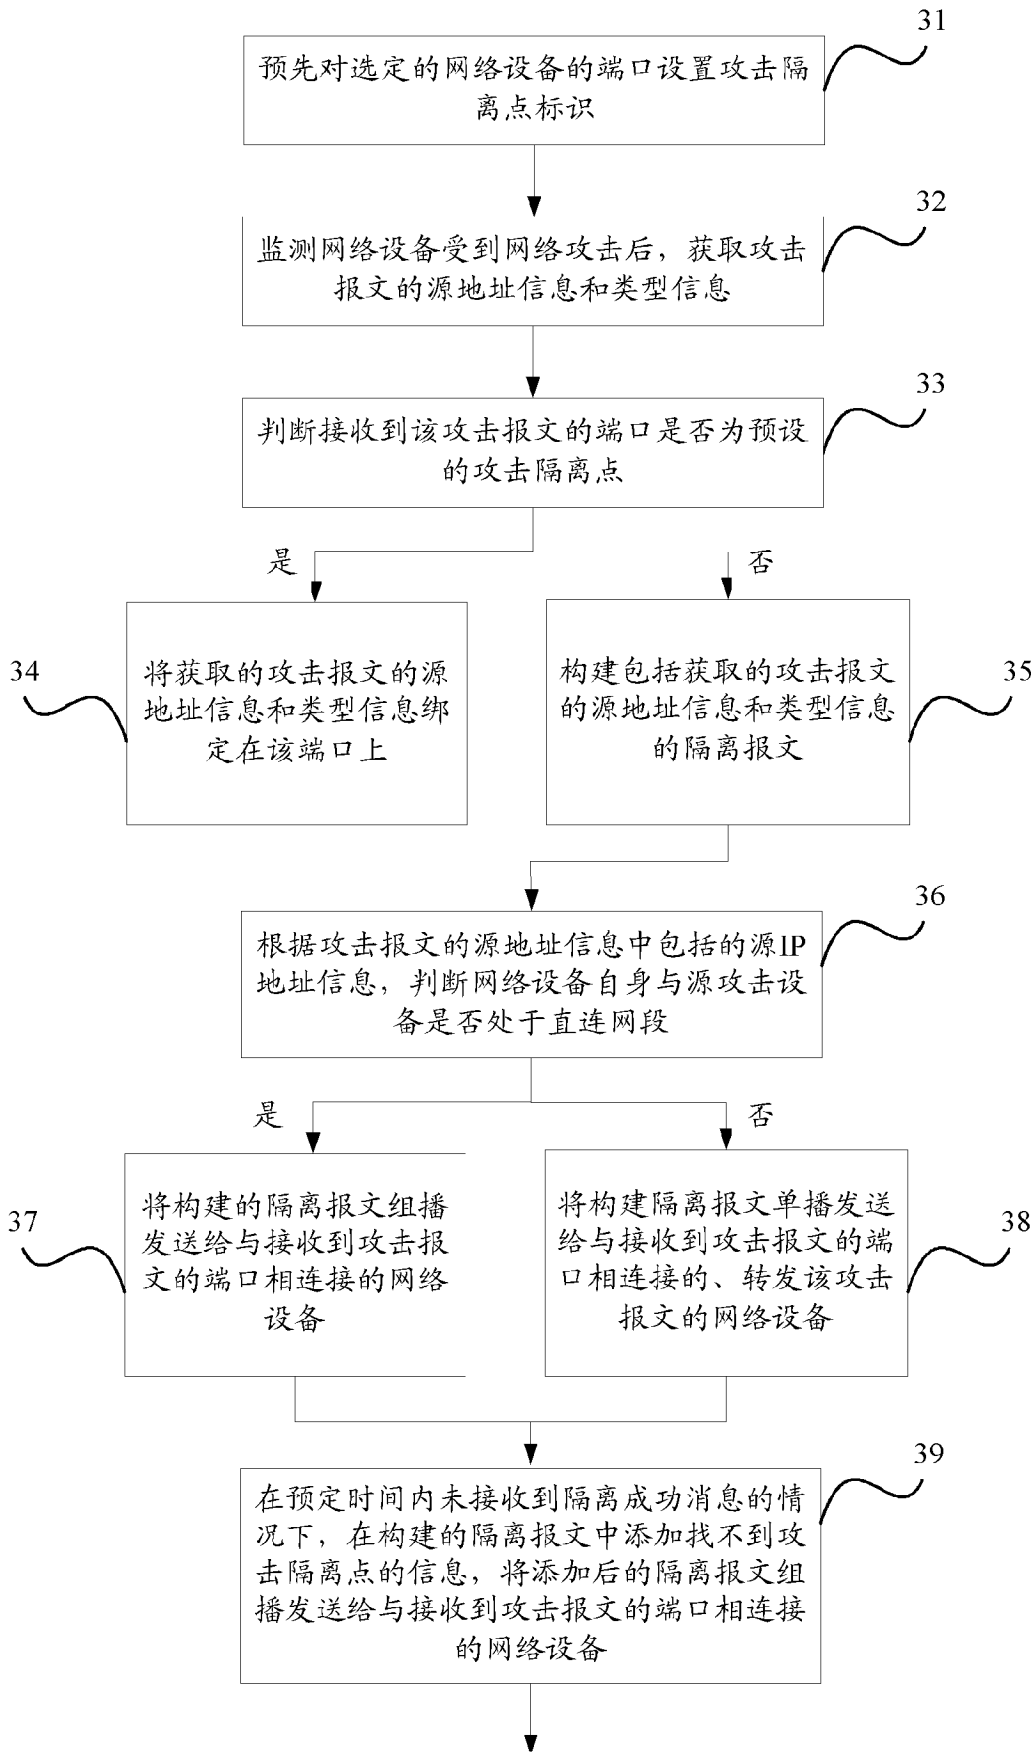 31
预先对选定的网络设备的端口设置攻击隔
离点标识
32
监测网络设备受到网络攻击后，获取攻击
报文的源地址信息和类型信息
33
判断接收到该攻击报文的端口是否为预设
的攻击隔离点
是
否
34
将获取的攻击报文的源
地址信息和类型信息绑
定在该端口上
35
构建包括获取的攻击报文
的源地址信息和类型信息
的隔离报文
36
根据攻击报文的源地址信息中包括的源IP
地址信息，判断网络设备自身与源攻击设
备是否处于直连网段
是
否
37
将构建的隔离报文组播
发送给与接收到攻击报
文的端口相连接的网络
设备
38
将构建隔离报文单播发送
给与接收到攻击报文的端
口相连接的、转发该攻击
报文的网络设备
39
在预定时间内未接收到隔离成功消息的情
况下，在构建的隔离报文中添加找不到攻
击隔离点的信息，将添加后的隔离报文组
播发送给与接收到攻击报文的端口相连接
的网络设备